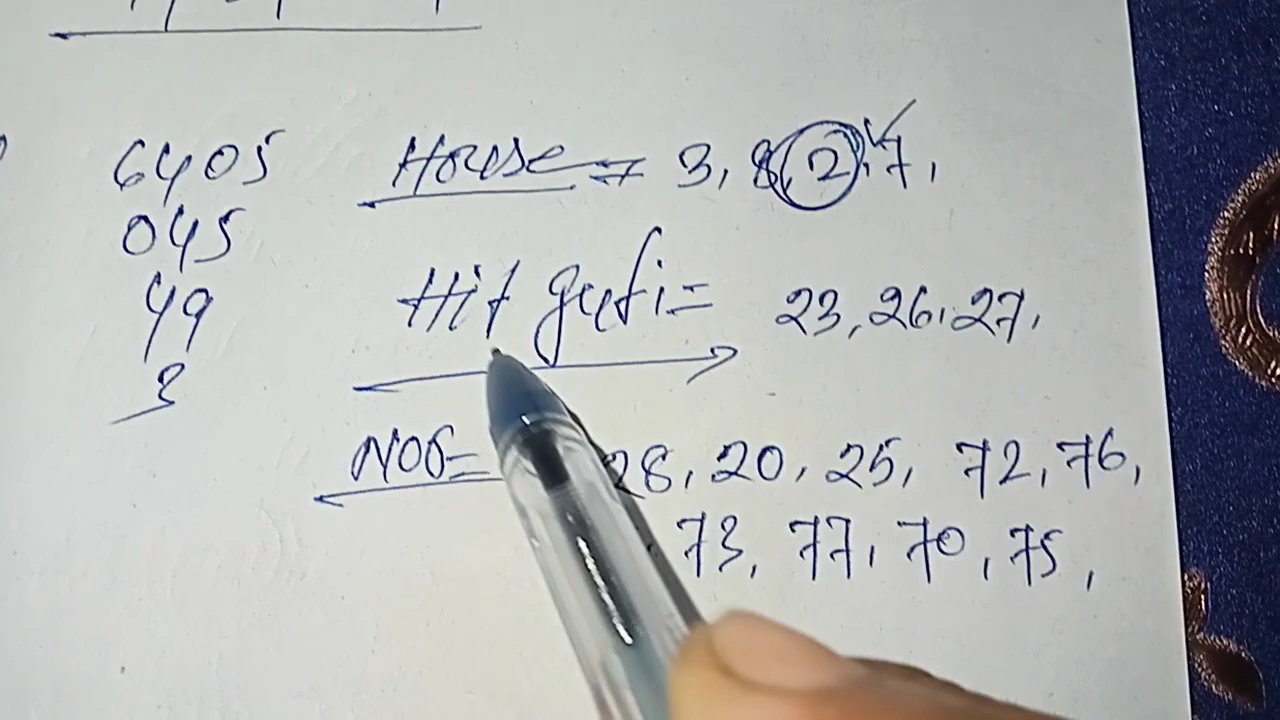 6405 House = 3, 8, 2, 7,
045
49 Hit guti = 23, 26, 27,
3
NOS = 28, 20, 25, 72, 76,
73, 77, 70, 75,